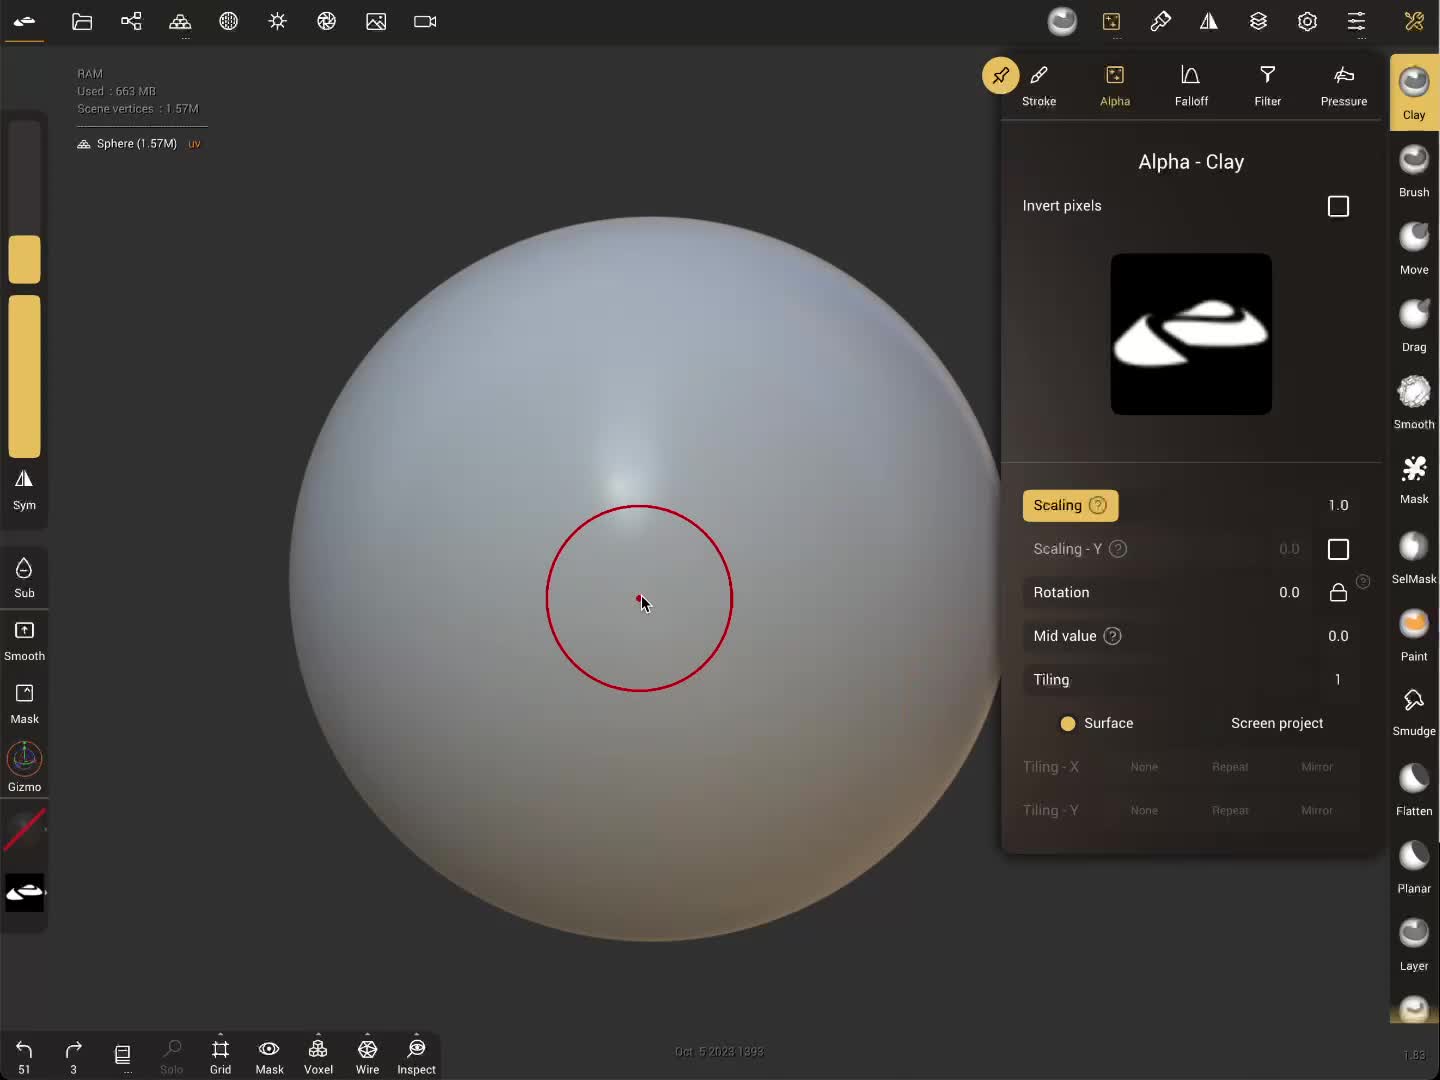 RAM
Used : 663 MB
Scene vertices : 1.57M
Sphere (1.57M) uv
Stroke
Alpha
Falloff
Filter
Pressure
Alpha - Clay
Invert pixels
Scaling ? 1.0
Scaling - Y ? 0.0
Rotation 0.0 ?
Mid value ? 0.0
Tiling 1
Surface Screen project
Tiling - X None Repeat Mirror
Tiling - Y None Repeat Mirror
Clay
Brush
Move
Drag
Smooth
Mask
SelMask
Paint
Smudge
Flatten
Planar
Layer
Sym
Sub
Smooth
Mask
Gizmo
51
3
...
Solo
Grid
Mask
Voxel
Wire
Inspect
Oct 5 2023 1393
1.83